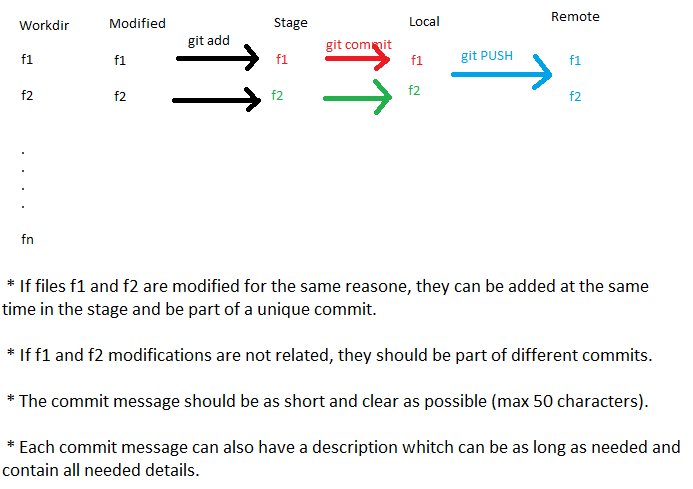 Workdir Modified Stage Local Remote
git add git commit git PUSH
f1 f1 f1 f1 f1
f2 f2 f2 f2 f2
.
.
.
.
fn
* If files f1 and f2 are modified for the same reasone, they can be added at the same
time in the stage and be part of a unique commit.
* If f1 and f2 modifications are not related, they should be part of different commits.
* The commit message should be as short and clear as possible (max 50 characters).
* Each commit message can also have a description whitch can be as long as needed and
contain all needed details.